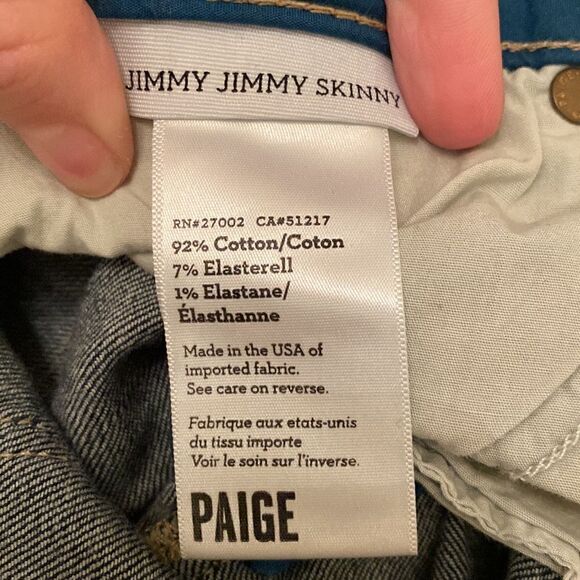 JIMMY JIMMY SKINNY
RN#27002 CA#51217
92% Cotton/Coton
7% Elasterell
1% Elastane/
Élasthanne
Made in the USA of
imported fabric.
See care on reverse.
Fabrique aux etats-unis
du tissu importe
Voir le soin sur l'inverse.
PAIGE